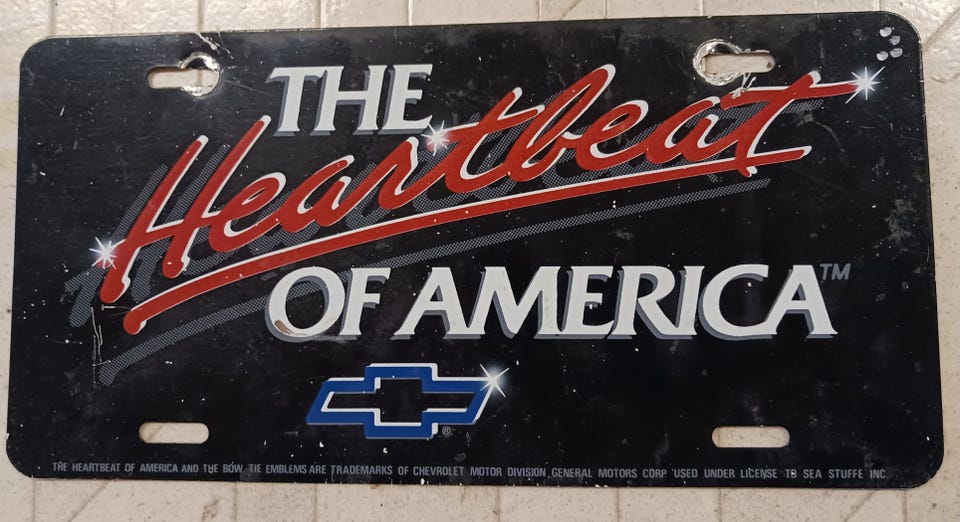 THE
Heartbeat
OF AMERICA™
®
THE HEARTBEAT OF AMERICA AND THE BOW TIE EMBLEMS ARE TRADEMARKS OF CHEVROLET MOTOR DIVISION, GENERAL MOTORS CORP. USED UNDER LICENSE TO SEA STUFFE INC.